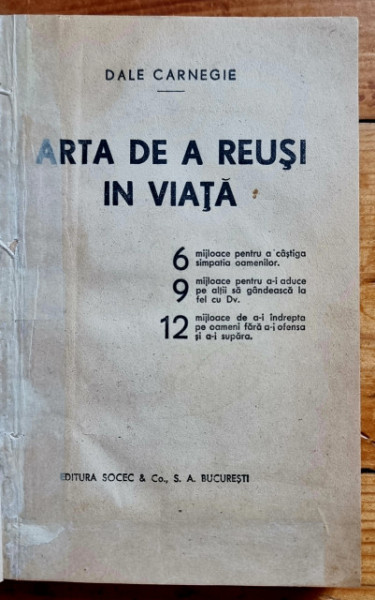 DALE CARNEGIE
ARTA DE A REUŞI
IN VIAŢĂ
6 mijloace pentru a câştiga
simpatia oamenilor.
9 mijloace pentru a-i aduce
pe alţii să gândească la
fel cu Dv.
12 mijloace de a-i îndrepta
pe oameni fără a-i ofensa
şi a-i supăra.
EDITURA SOCEC & Co., S. A. BUCUREŞTI